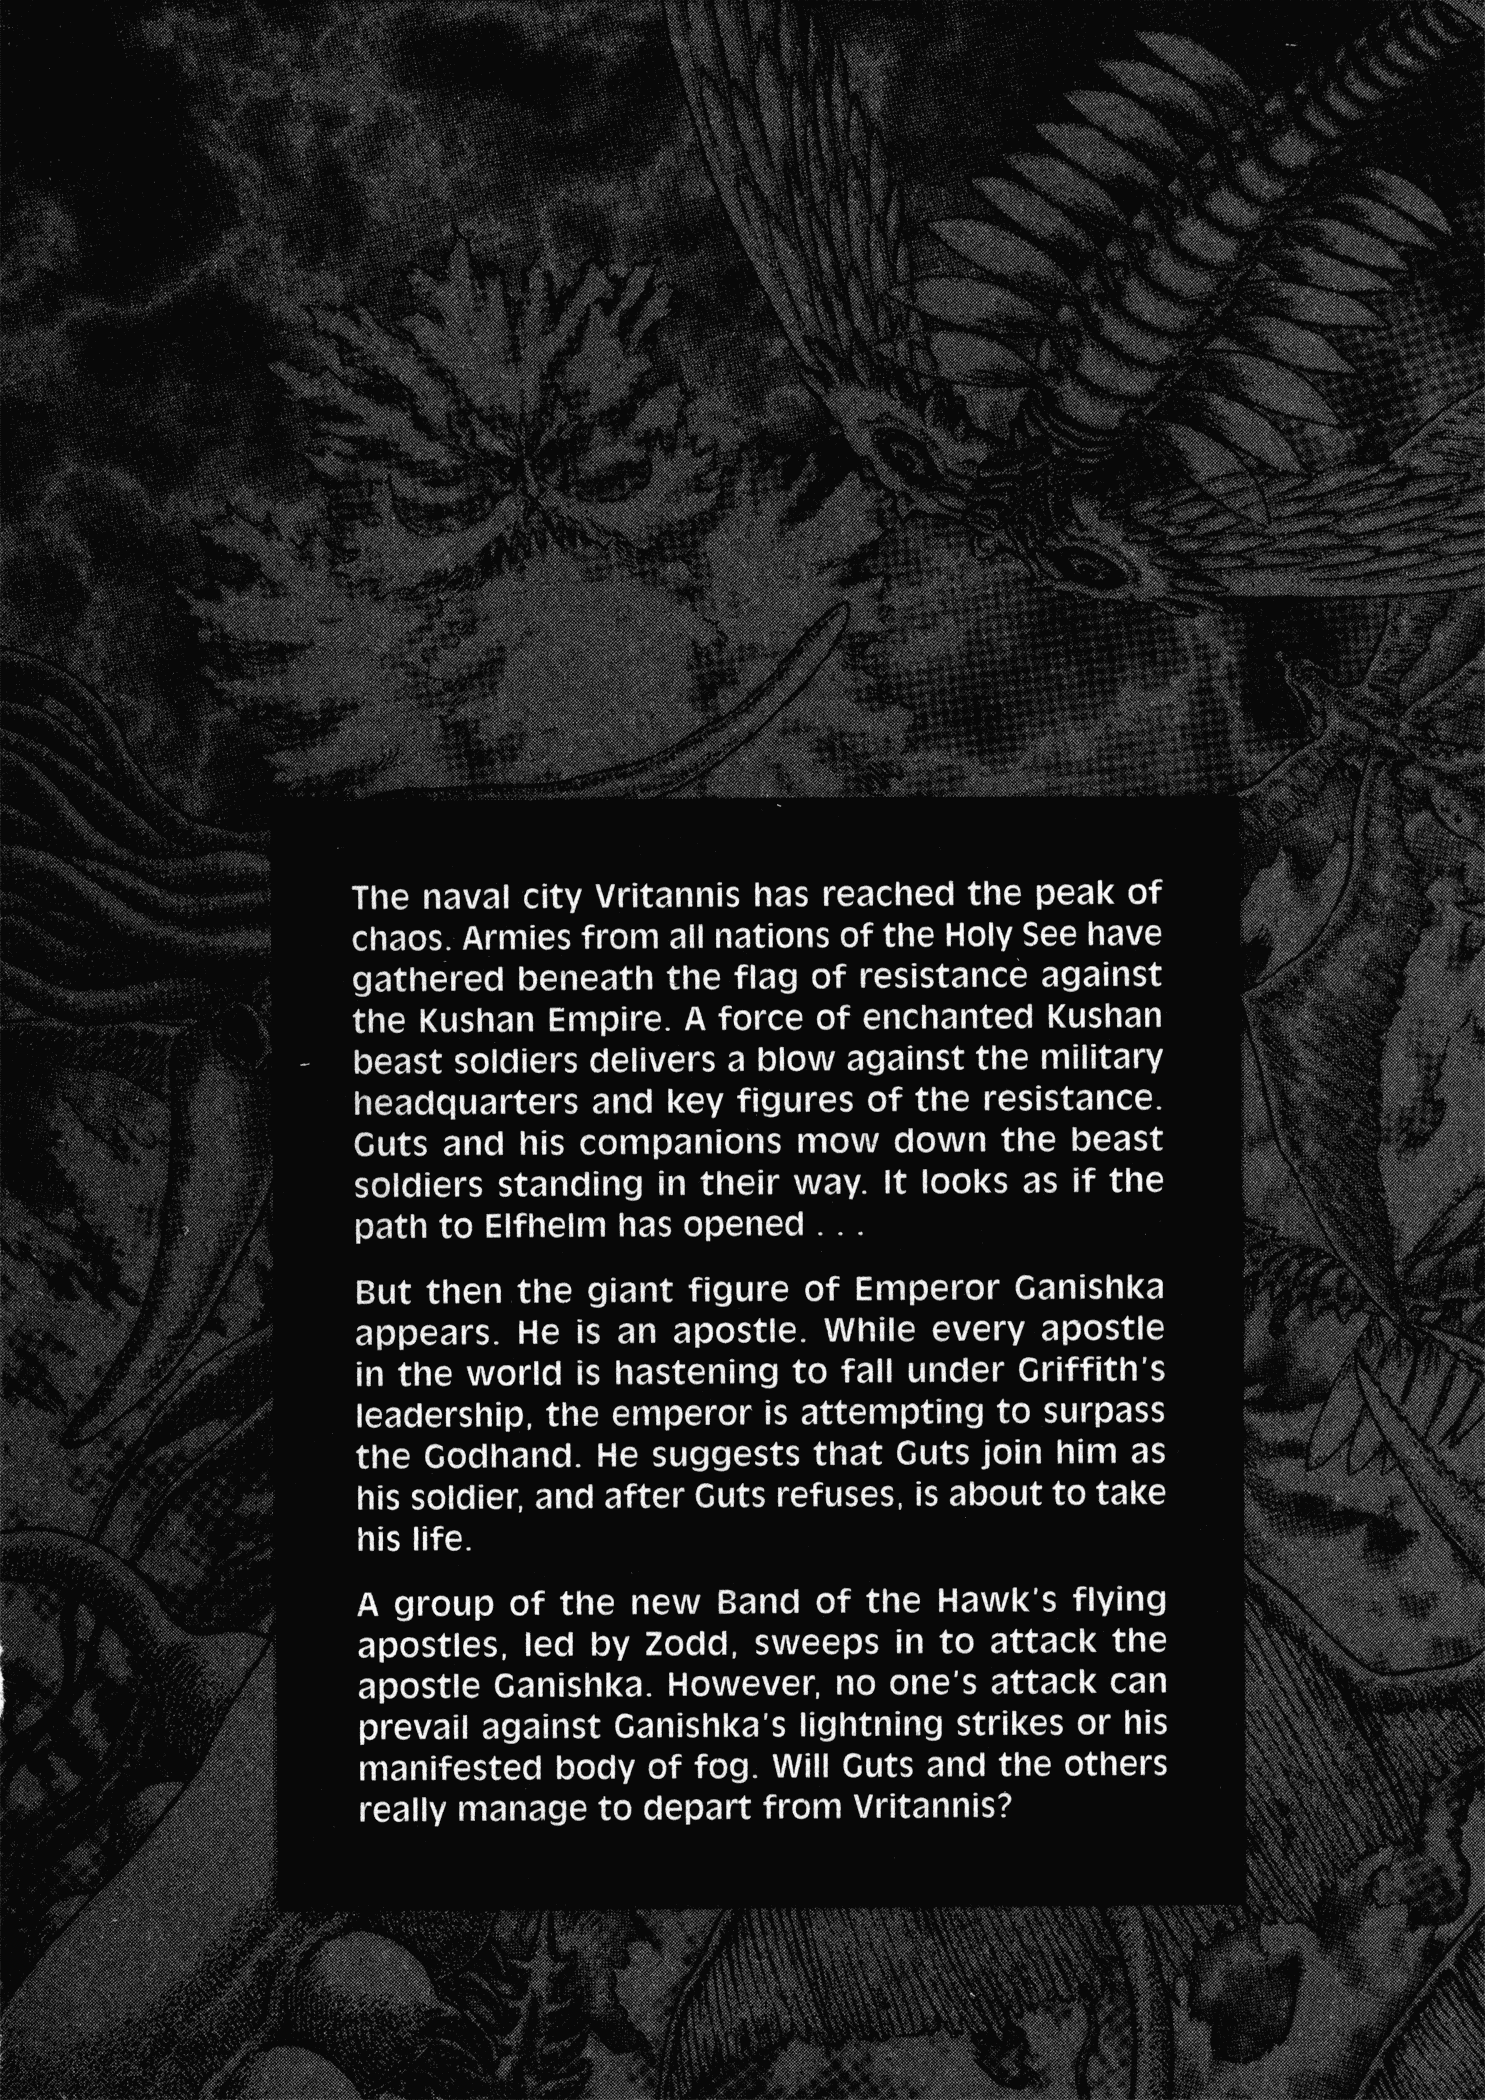 The naval city Vritannis has reached the peak of
chaos. Armies from all nations of the Holy See have
gathered beneath the flag of resistance against
the Kushan Empire. A force of enchanted Kushan
beast soldiers delivers a blow against the military
headquarters and key figures of the resistance.
Guts and his companions mow down the beast
soldiers standing in their way. It looks as if the
path to Elfhelm has opened . . .
But then the giant figure of Emperor Ganishka
appears. He is an apostle. While every apostle
in the world is hastening to fall under Griffith's
leadership, the emperor is attempting to surpass
the Godhand. He suggests that Guts join him as
his soldier, and after Guts refuses, is about to take
his life.
A group of the new Band of the Hawk's flying
apostles, led by Zodd, sweeps in to attack the
apostle Ganishka. However, no one's attack can
prevail against Ganishka's lightning strikes or his
manifested body of fog. Will Guts and the others
really manage to depart from Vritannis?